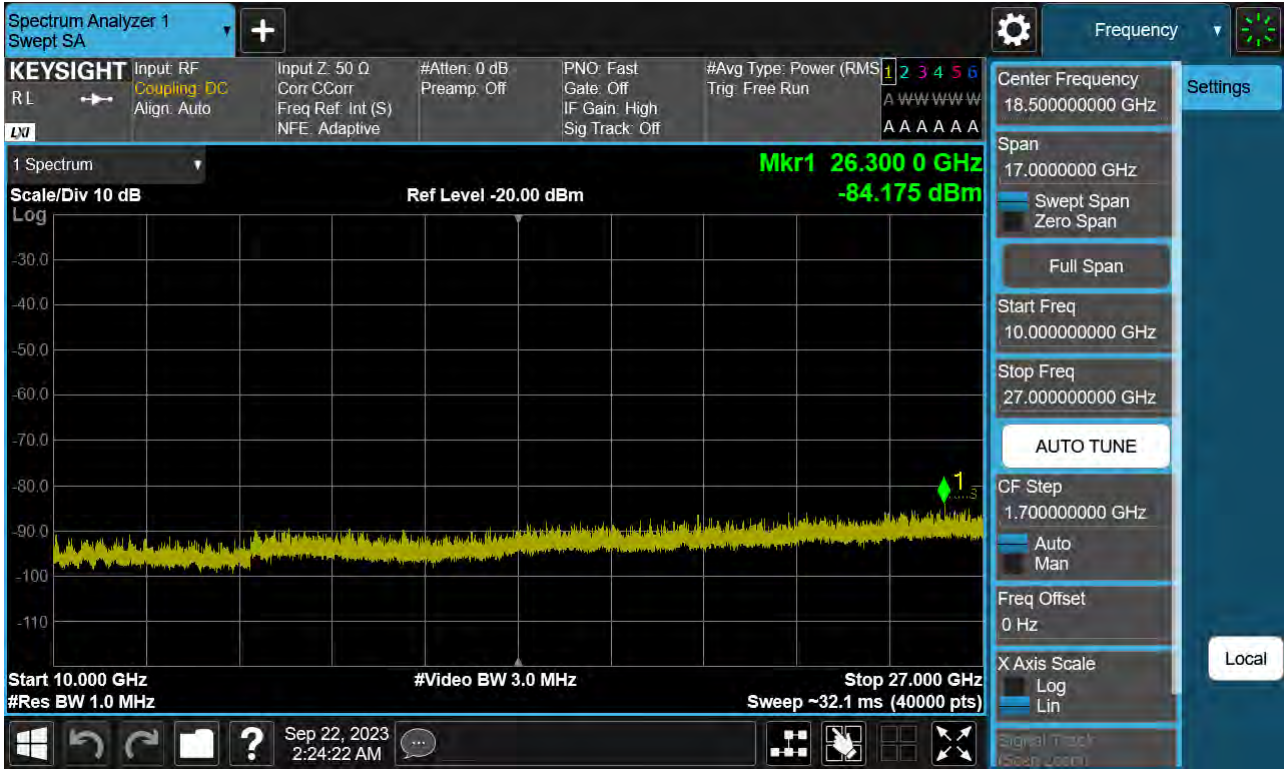 Spectrum Analyzer 1
Swept SA
Frequency
KEYSIGHT
R L
LXI
Input: RF
Coupling: DC
Align: Auto
Input Z: 50 Ω
Corr CCorr
Freq Ref: Int (S)
NFE: Adaptive
#Atten: 0 dB
Preamp: Off
PNO: Fast
Gate: Off
IF Gain: High
Sig Track: Off
#Avg Type: Power (RMS
Trig: Free Run
1 2 3 4 5 6
A W W W W W
A A A A A A
1 Spectrum
Scale/Div 10 dB
Log
Ref Level -20.00 dBm
Mkr1 26.300 0 GHz
-84.175 dBm
-30.0
-40.0
-50.0
-60.0
-70.0
-80.0
-90.0
-100
-110
1
Start 10.000 GHz
#Video BW 3.0 MHz
Stop 27.000 GHz
#Res BW 1.0 MHz
Sweep ~32.1 ms (40000 pts)
Sep 22, 2023
2:24:22 AM
?
Center Frequency
18.500000000 GHz
Span
17.0000000 GHz
Swept Span
Zero Span
Full Span
Start Freq
10.000000000 GHz
Stop Freq
27.000000000 GHz
AUTO TUNE
CF Step
1.700000000 GHz
Auto
Man
Freq Offset
0 Hz
X Axis Scale
Log
Lin
Signal Track
(Span Zoom)
Settings
Local